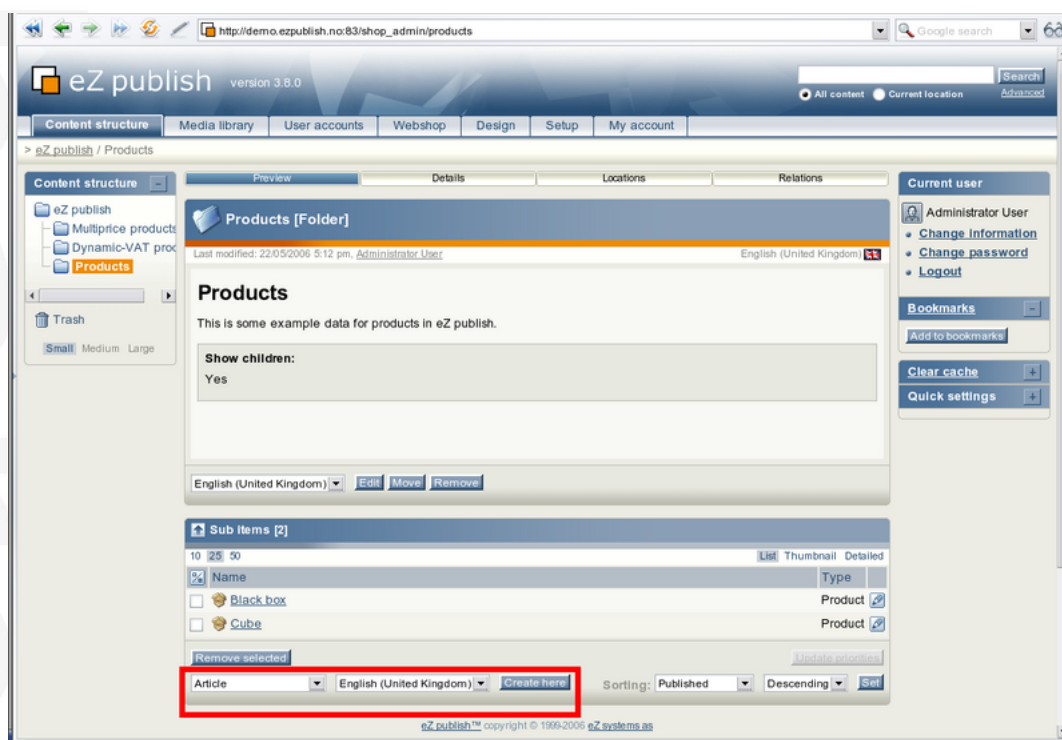 http://demo.ezpublish.no:83/shop_admin/products
Google search
eZ publish version 3.8.0
Search
All content Current location Advanced
Content structure Media library User accounts Webshop Design Setup My account
> eZ publish / Products
Content structure
eZ publish
Multiprice products
Dynamic-VAT prod
Products
Trash
Small Medium Large
Preview Details Locations Relations
Products [Folder]
Last modified: 22/05/2006 5:12 pm, Administrator User English (United Kingdom)
Products
This is some example data for products in eZ publish.
Show children:
Yes
English (United Kingdom) Edit Move Remove
Sub items [2]
10 25 50 List Thumbnail Detailed
Name Type
Black box Product
Cube Product
Remove selected Update priorities
Article English (United Kingdom) Create here Sorting: Published Descending Set
eZ publish™ copyright © 1999-2006 eZ systems as
Current user
Administrator User
Change information
Change password
Logout
Bookmarks
Add to bookmarks
Clear cache
Quick settings